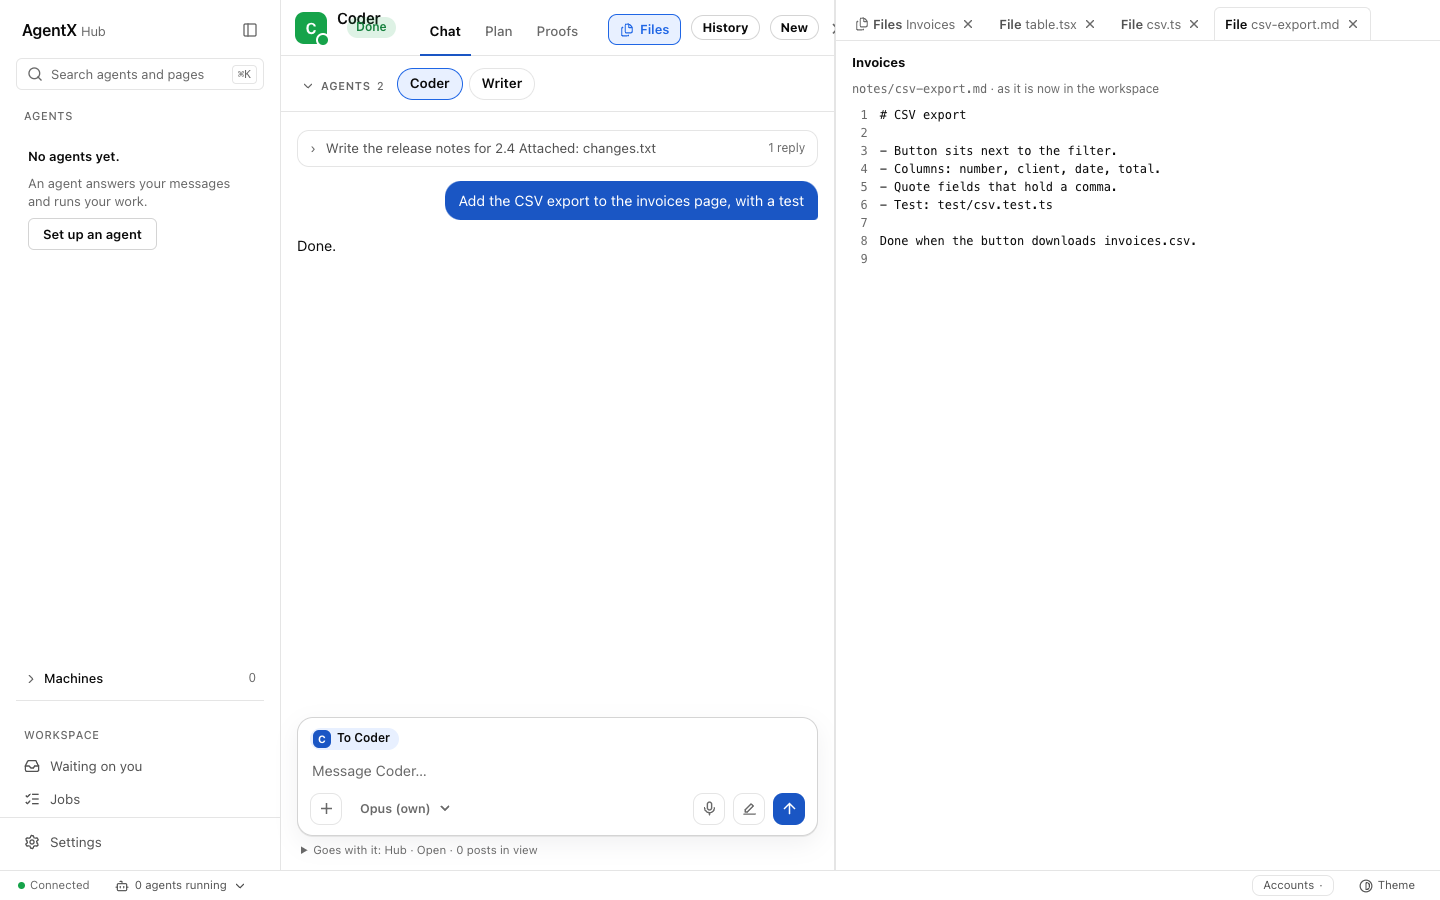 AgentX Hub
Search agents and pages ⌘K
AGENTS
No agents yet.
An agent answers your messages
and runs your work.
Set up an agent
Machines 0
WORKSPACE
Waiting on you
Jobs
Settings
C Coder Done Chat Plan Proofs Files History New
AGENTS 2 Coder Writer
Write the release notes for 2.4 Attached: changes.txt 1 reply
Add the CSV export to the invoices page, with a test
Done.
C To Coder
Message Coder...
Opus (own)
Goes with it: Hub · Open · 0 posts in view
Files Invoices File table.tsx File csv.ts File csv-export.md
Invoices
notes/csv-export.md · as it is now in the workspace
1 # CSV export
2
3 - Button sits next to the filter.
4 - Columns: number, client, date, total.
5 - Quote fields that hold a comma.
6 - Test: test/csv.test.ts
7
8 Done when the button downloads invoices.csv.
9
Connected 0 agents running Accounts · Theme